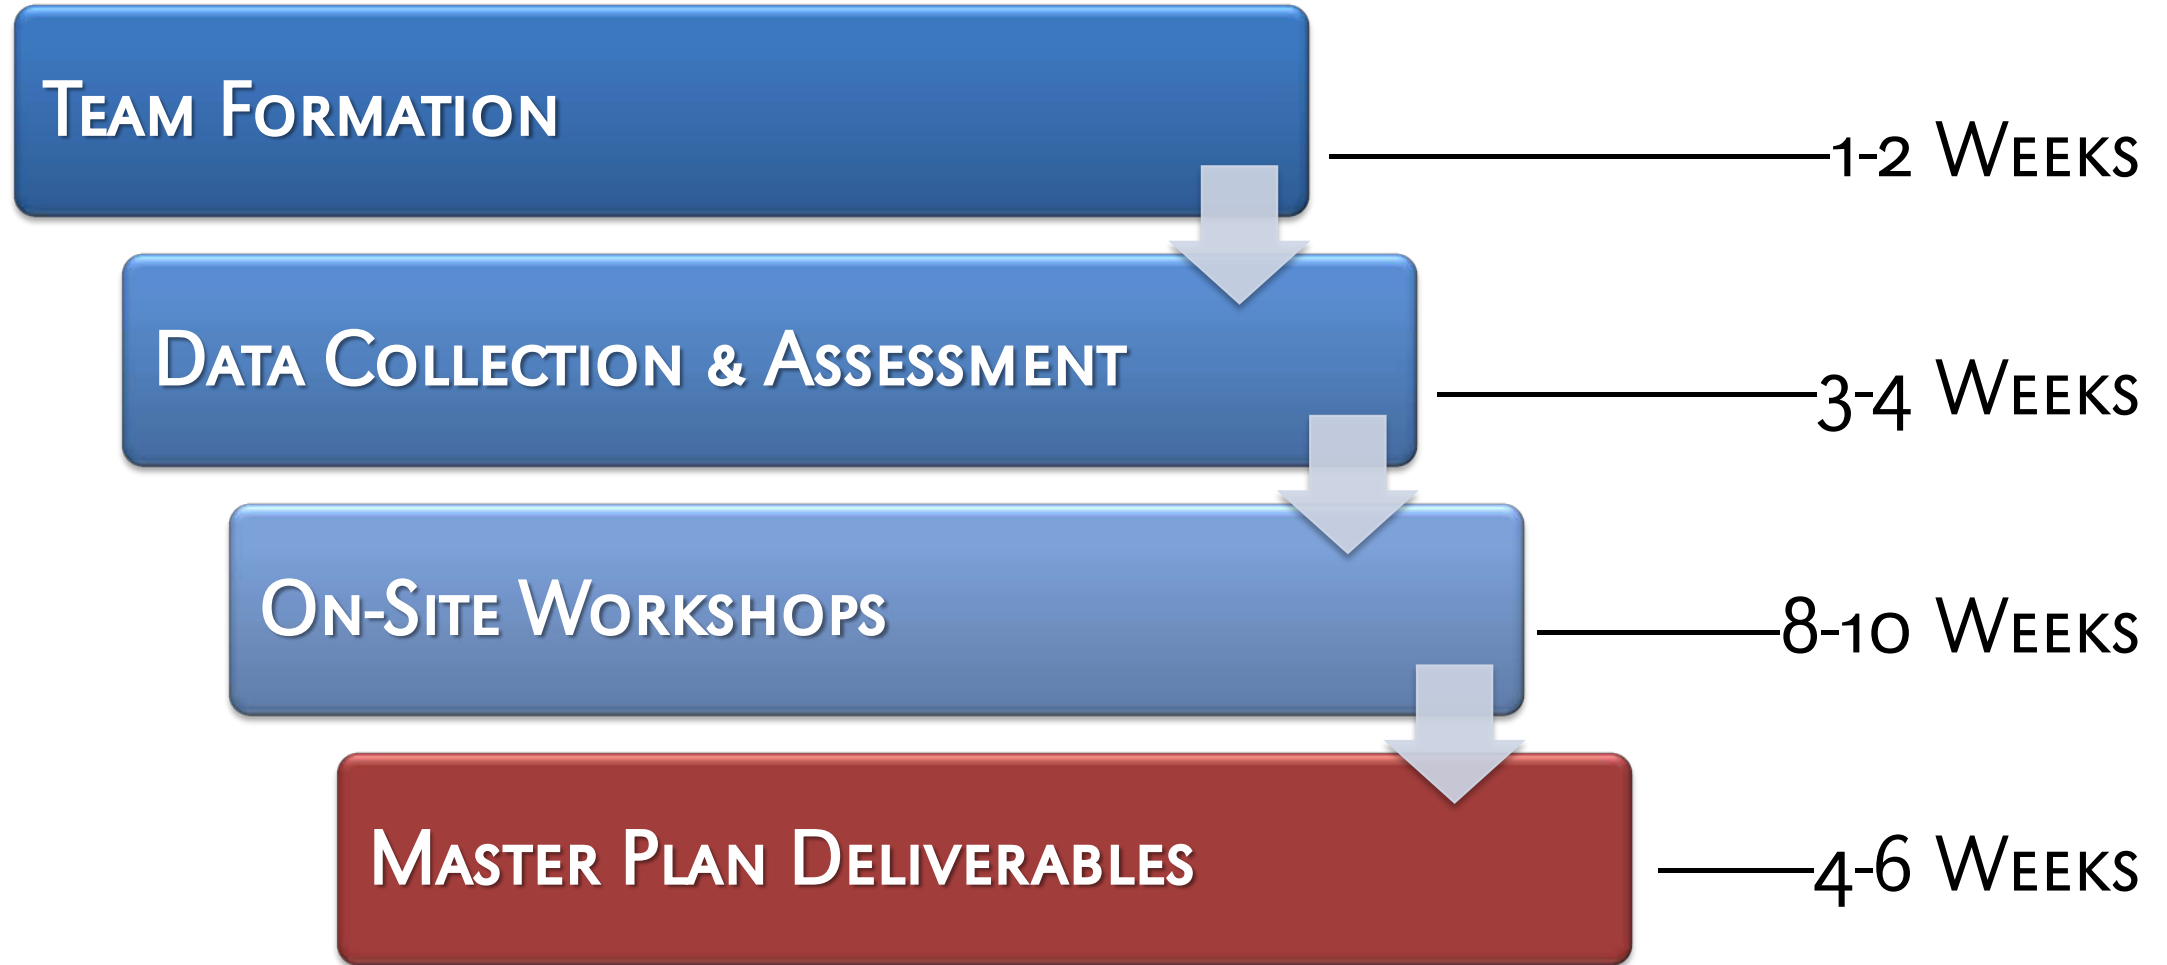 Team Formation
1-2 Weeks
Data Collection & Assessment
3-4 Weeks
On-Site Workshops
8-10 Weeks
Master Plan Deliverables
4-6 Weeks